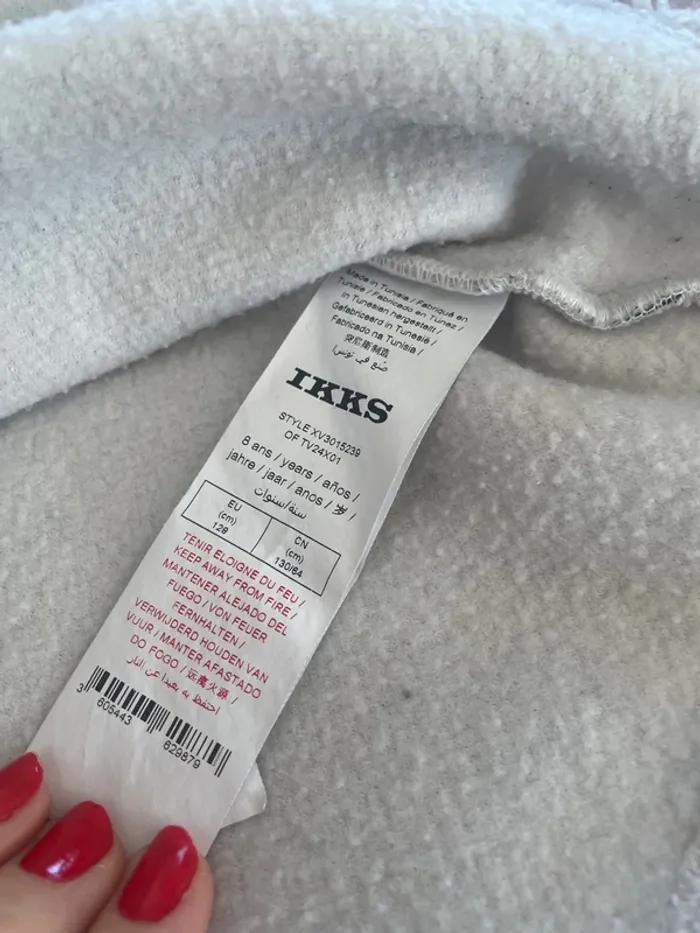 Made in Tunisia / Fabriqué en
Tunisie / Fabricado en Túnez /
in Tunesien hergestellt /
Gefabriceerd in Tunesië /
Fabricado na Tunisia /
突尼斯制造
صنع في تونس
IKKS
STYLE XV3015239
OF TV24X01
8 ans / years / años /
jahre / jaar / anos / 岁 /
سنة/سنوات
EU
(cm)
128
CN
(cm)
130/64
TENIR ELOIGNE DU FEU /
KEEP AWAY FROM FIRE /
MANTENER ALEJADO DEL
FUEGO / VON FEUER
FERNHALTEN /
VERWIJDERD HOUDEN VAN
VUUR / MANTER AFASTADO
DO FOGO / 远离火源 /
احتفظ به بعيدا عن النار
3 605443 629879